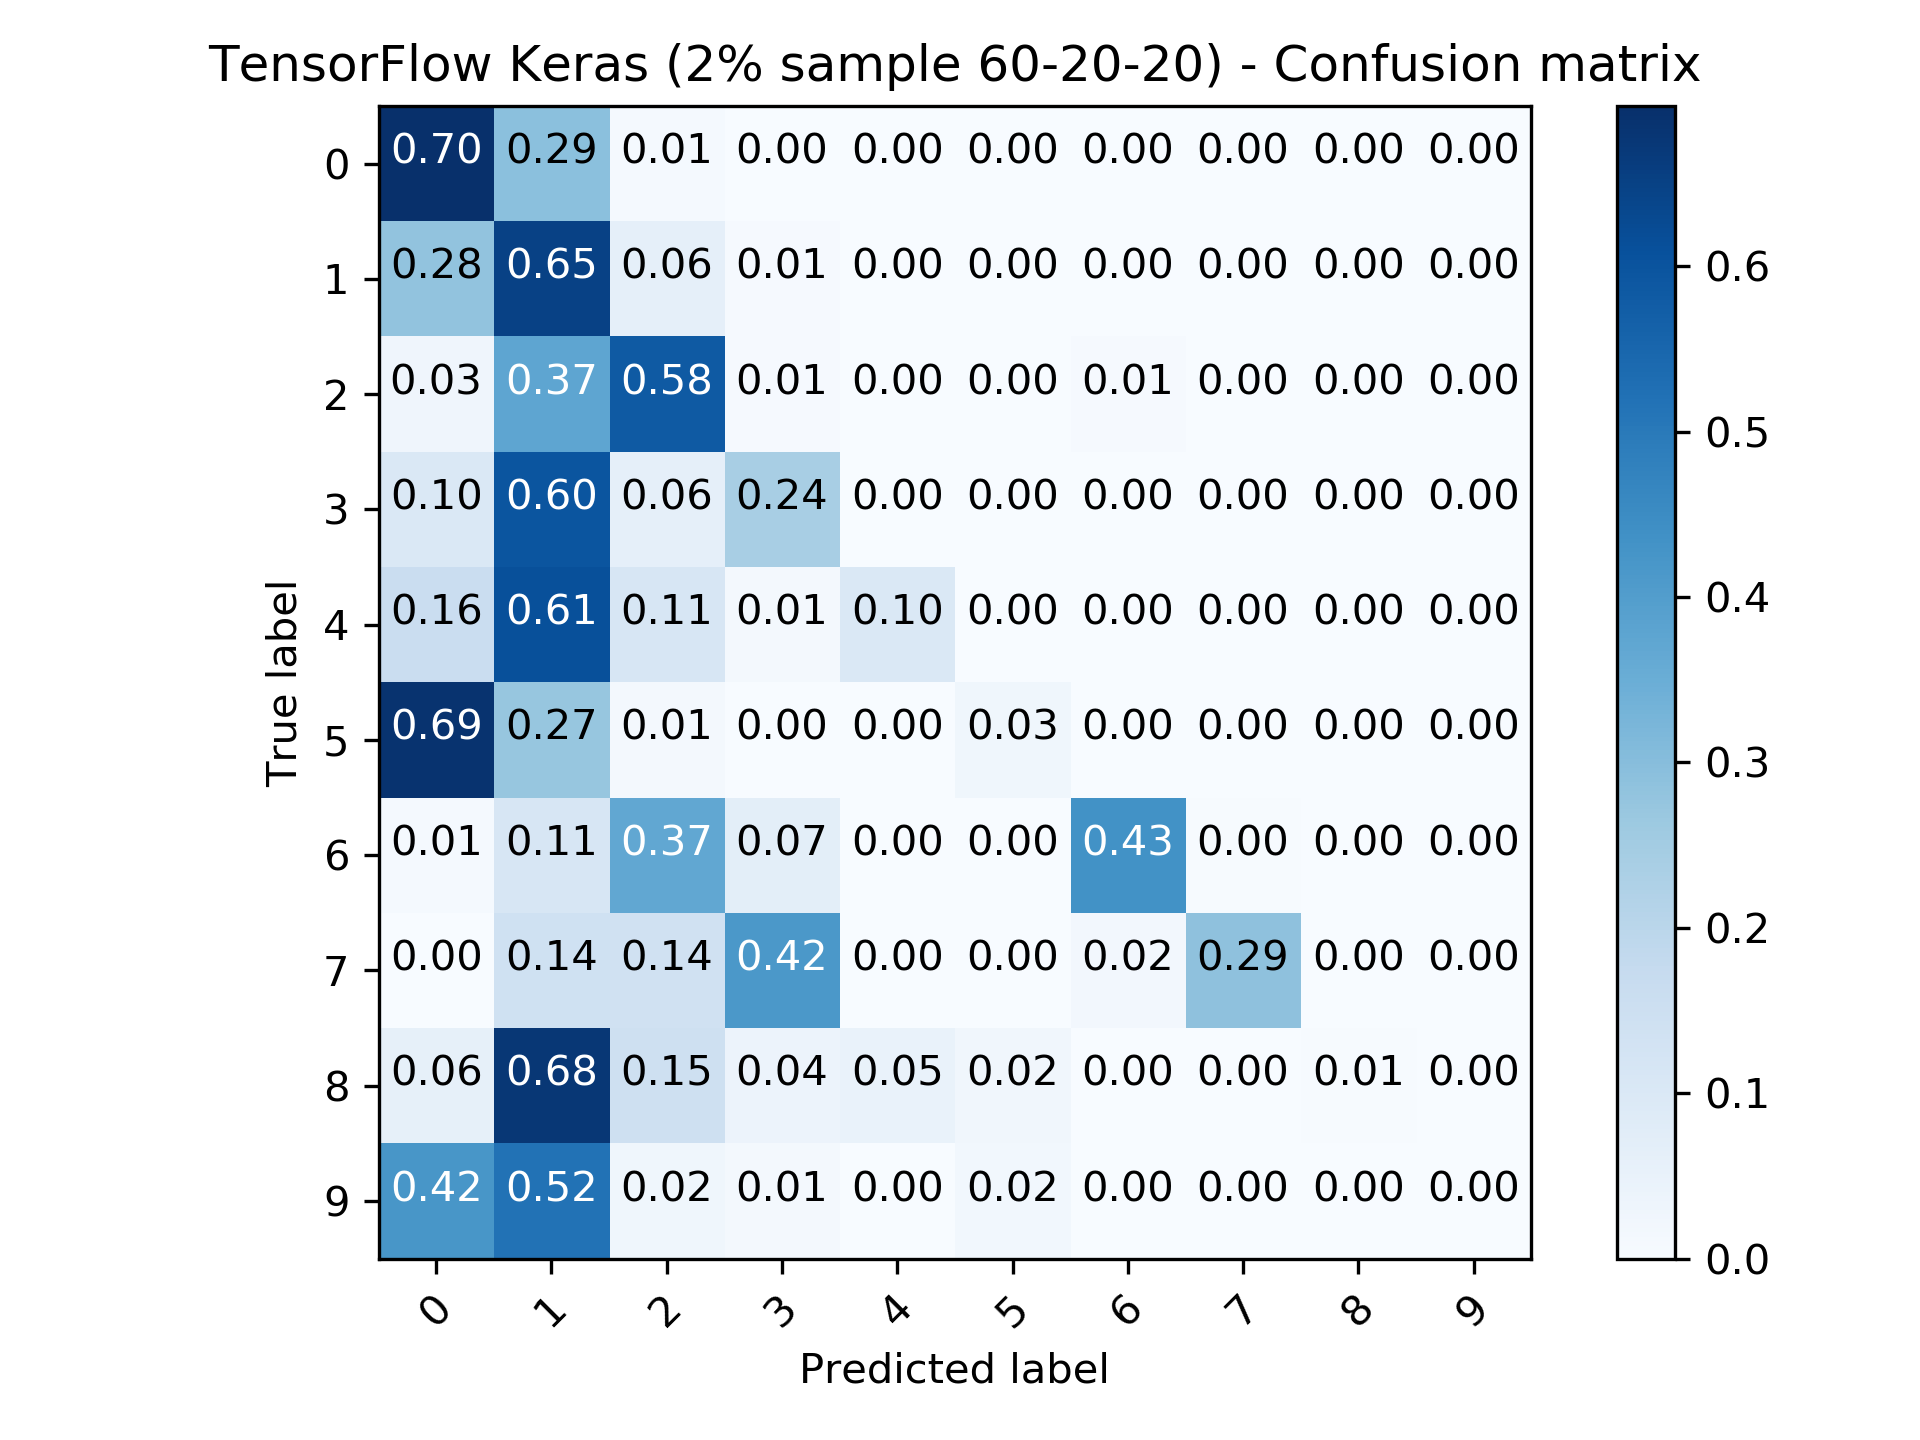 TensorFlow Keras (2% sample 60-20-20) - Confusion matrix
0 0.70 0.29 0.01 0.00 0.00 0.00 0.00 0.00 0.00 0.00
1 0.28 0.65 0.06 0.01 0.00 0.00 0.00 0.00 0.00 0.00
2 0.03 0.37 0.58 0.01 0.00 0.00 0.01 0.00 0.00 0.00
3 0.10 0.60 0.06 0.24 0.00 0.00 0.00 0.00 0.00 0.00
4 0.16 0.61 0.11 0.01 0.10 0.00 0.00 0.00 0.00 0.00
5 0.69 0.27 0.01 0.00 0.00 0.03 0.00 0.00 0.00 0.00
6 0.01 0.11 0.37 0.07 0.00 0.00 0.43 0.00 0.00 0.00
7 0.00 0.14 0.14 0.42 0.00 0.00 0.02 0.29 0.00 0.00
8 0.06 0.68 0.15 0.04 0.05 0.02 0.00 0.00 0.01 0.00
9 0.42 0.52 0.02 0.01 0.00 0.02 0.00 0.00 0.00 0.00
True label
0 1 2 3 4 5 6 7 8 9
Predicted label
0.6
0.5
0.4
0.3
0.2
0.1
0.0